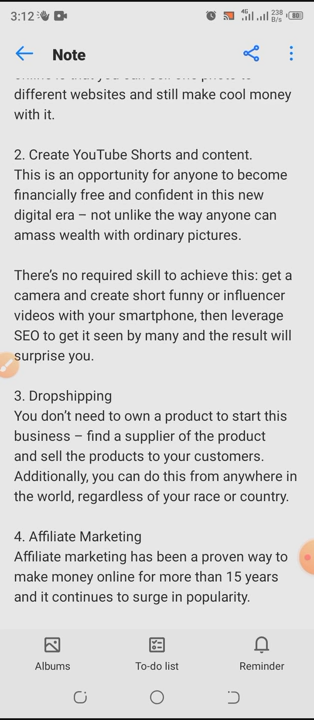 3:12
4G
238
B/s
80
Note
different websites and still make cool money
with it.
2. Create YouTube Shorts and content.
This is an opportunity for anyone to become
financially free and confident in this new
digital era – not unlike the way anyone can
amass wealth with ordinary pictures.
There's no required skill to achieve this: get a
camera and create short funny or influencer
videos with your smartphone, then leverage
SEO to get it seen by many and the result will
surprise you.
3. Dropshipping
You don't need to own a product to start this
business – find a supplier of the product
and sell the products to your customers.
Additionally, you can do this from anywhere in
the world, regardless of your race or country.
4. Affiliate Marketing
Affiliate marketing has been a proven way to
make money online for more than 15 years
and it continues to surge in popularity.
Albums
To-do list
Reminder